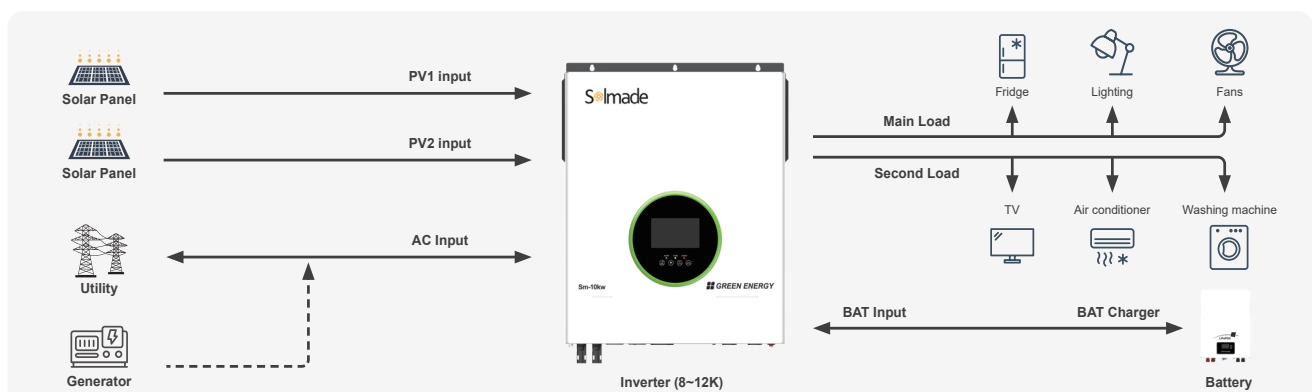 Solar Panel
PV1 input
Solar Panel
PV2 input
Utility
AC Input
Generator
Solmade
Sm-10kw
GREEN ENERGY
Inverter (8~12K)
Main Load
Second Load
Fridge
Lighting
Fans
TV
Air conditioner
Washing machine
BAT Input
BAT Charger
Battery